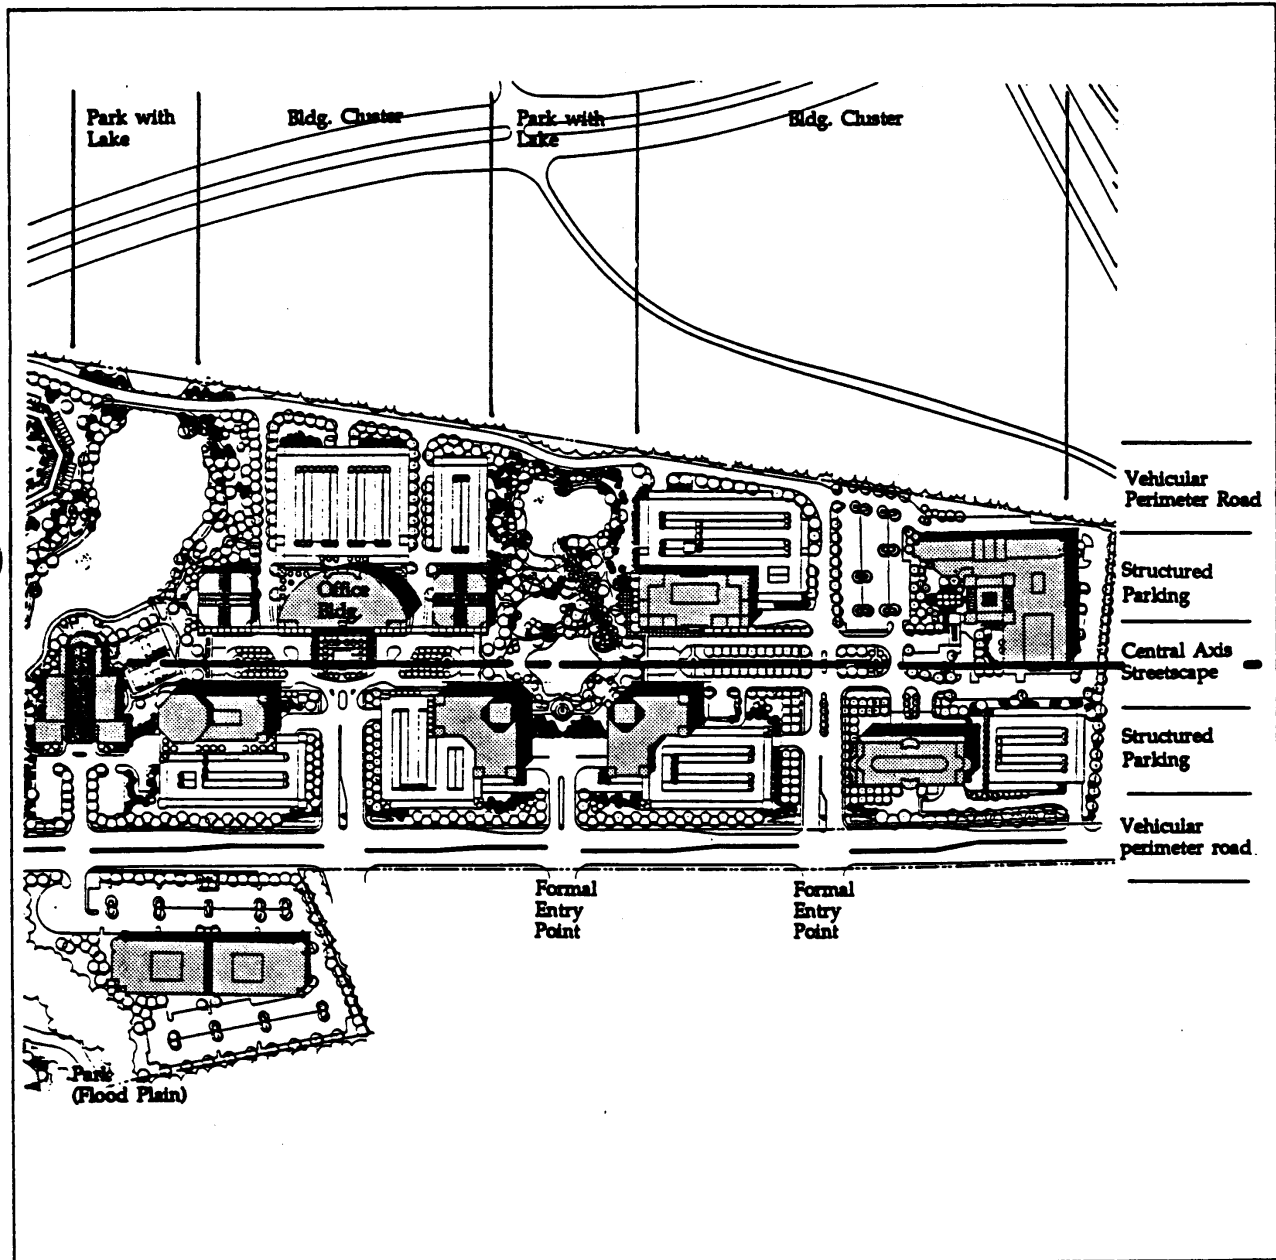 Park with
Lake
Bldg. Cluster
Park with
Lake
Bldg. Cluster
Vehicular
Perimeter Road
Structured
Parking
Office
Bldg.
Central Axis
Streetscape
Structured
Parking
Vehicular
perimeter road
Formal
Entry
Point
Formal
Entry
Point
Park
(Flood Plain)